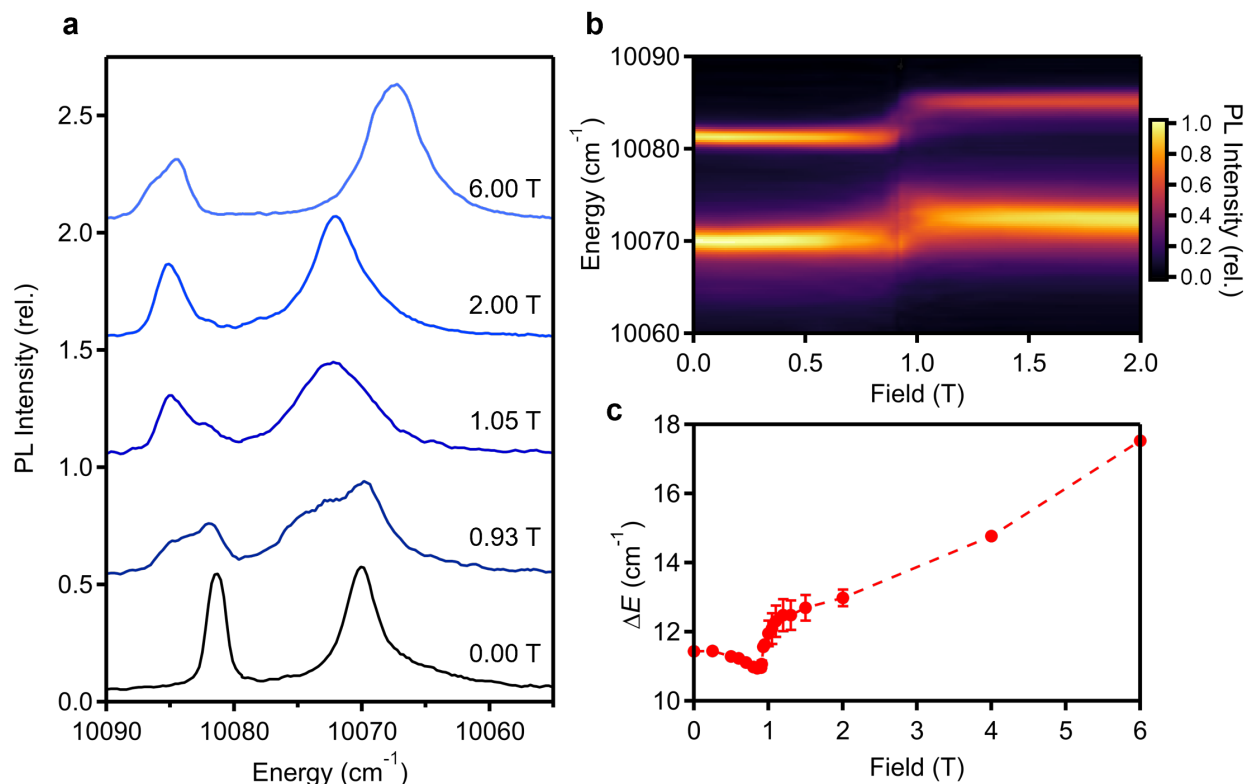 a
2.5
2.0
1.5
1.0
0.5
0.0
PL Intensity (rel.)
6.00 T
2.00 T
1.05 T
0.93 T
0.00 T
10090 10080 10070 10060
Energy (cm-1)
b
10090
10080
10070
10060
Energy (cm-1)
0.0 0.5 1.0 1.5 2.0
Field (T)
1.0
0.8
0.6
0.4
0.2
0.0
PL Intensity (rel.)
c
18
16
14
12
10
ΔE (cm-1)
0 1 2 3 4 5 6
Field (T)